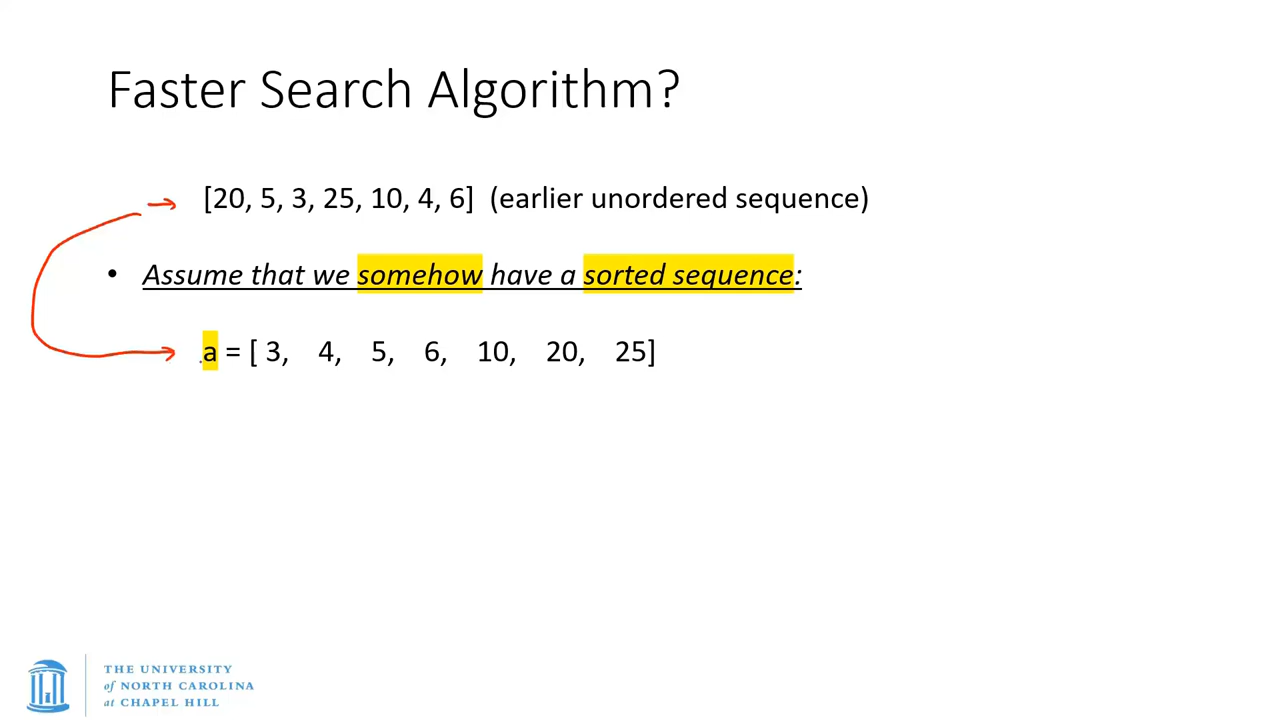 Faster Search Algorithm?
[20, 5, 3, 25, 10, 4, 6] (earlier unordered sequence)
• Assume that we somehow have a sorted sequence:
a = [ 3, 4, 5, 6, 10, 20, 25]
THE UNIVERSITY
of NORTH CAROLINA
at CHAPEL HILL